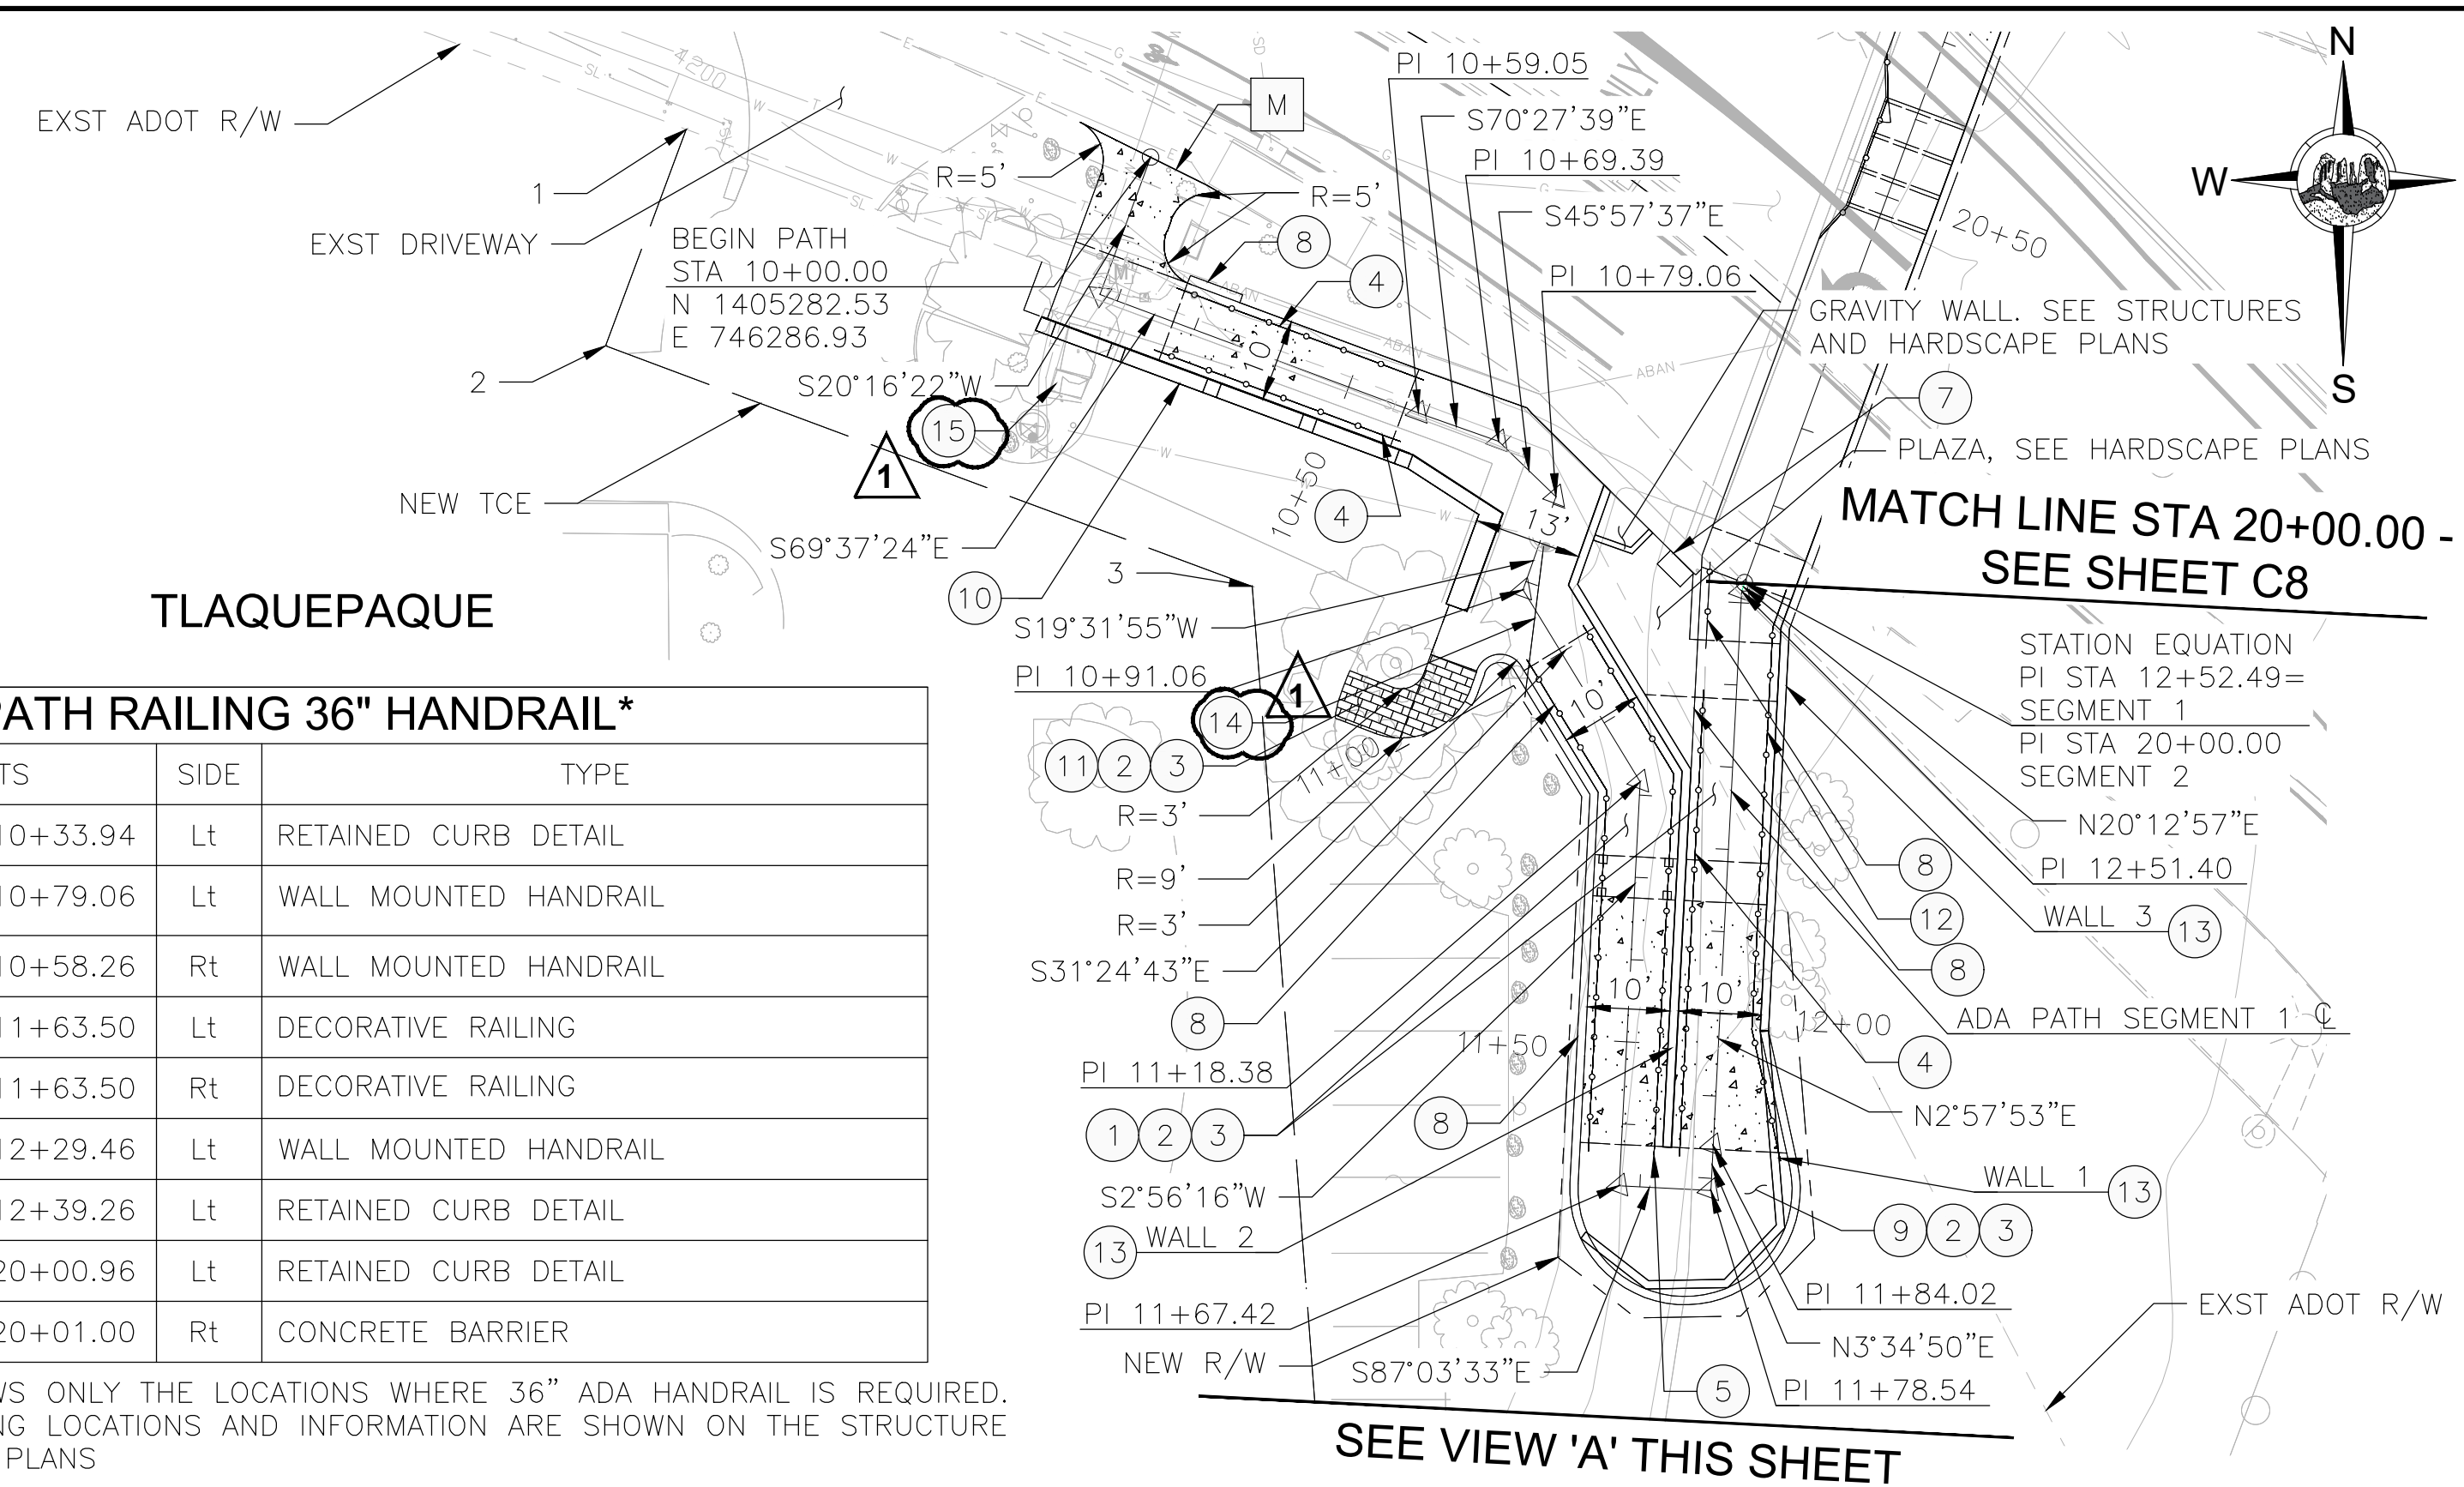 EXST ADOT R/W
1
EXST DRIVEWAY
2
NEW TCE
TLAQUEPAQUE
4200
BEGIN PATH
STA 10+00.00
N 1405282.53
E 746286.93
S20°16'22"W
15
1
S69°37'24"E
10
R=5'
M
R=5'
8
4
10'
10+50
4
PI 10+59.05
S70°27'39"E
PI 10+69.39
S45°57'37"E
PI 10+79.06
20+50
GRAVITY WALL. SEE STRUCTURES
AND HARDSCAPE PLANS
7
PLAZA, SEE HARDSCAPE PLANS
N
W
S
MATCH LINE STA 20+00.00 -
SEE SHEET C8
13'
ABAN
ABAN
3
S19°31'55"W
PI 10+91.06
14
1
11 2 3
11+00
R=3'
R=9'
R=3'
S31°24'43"E
8
PI 11+18.38
1 2 3
S2°56'16"W
13 WALL 2
PI 11+67.42
NEW R/W
S87°03'33"E
10'
10'
10'
11+50
8
12+00
STATION EQUATION
PI STA 12+52.49=
SEGMENT 1
PI STA 20+00.00
SEGMENT 2
N20°12'57"E
8
PI 12+51.40
12
WALL 3 13
8
ADA PATH SEGMENT 1 ℄
4
N2°57'53"E
WALL 1 13
9 2 3
PI 11+84.02
N3°34'50"E
5
PI 11+78.54
EXST ADOT R/W
SEE VIEW 'A' THIS SHEET
PATH RAILING 36" HANDRAIL*
TS SIDE TYPE
10+33.94 Lt RETAINED CURB DETAIL
10+79.06 Lt WALL MOUNTED HANDRAIL
10+58.26 Rt WALL MOUNTED HANDRAIL
11+63.50 Lt DECORATIVE RAILING
11+63.50 Rt DECORATIVE RAILING
12+29.46 Lt WALL MOUNTED HANDRAIL
12+39.26 Lt RETAINED CURB DETAIL
20+00.96 Lt RETAINED CURB DETAIL
20+01.00 Rt CONCRETE BARRIER
WS ONLY THE LOCATIONS WHERE 36" ADA HANDRAIL IS REQUIRED.
NG LOCATIONS AND INFORMATION ARE SHOWN ON THE STRUCTURE
PLANS